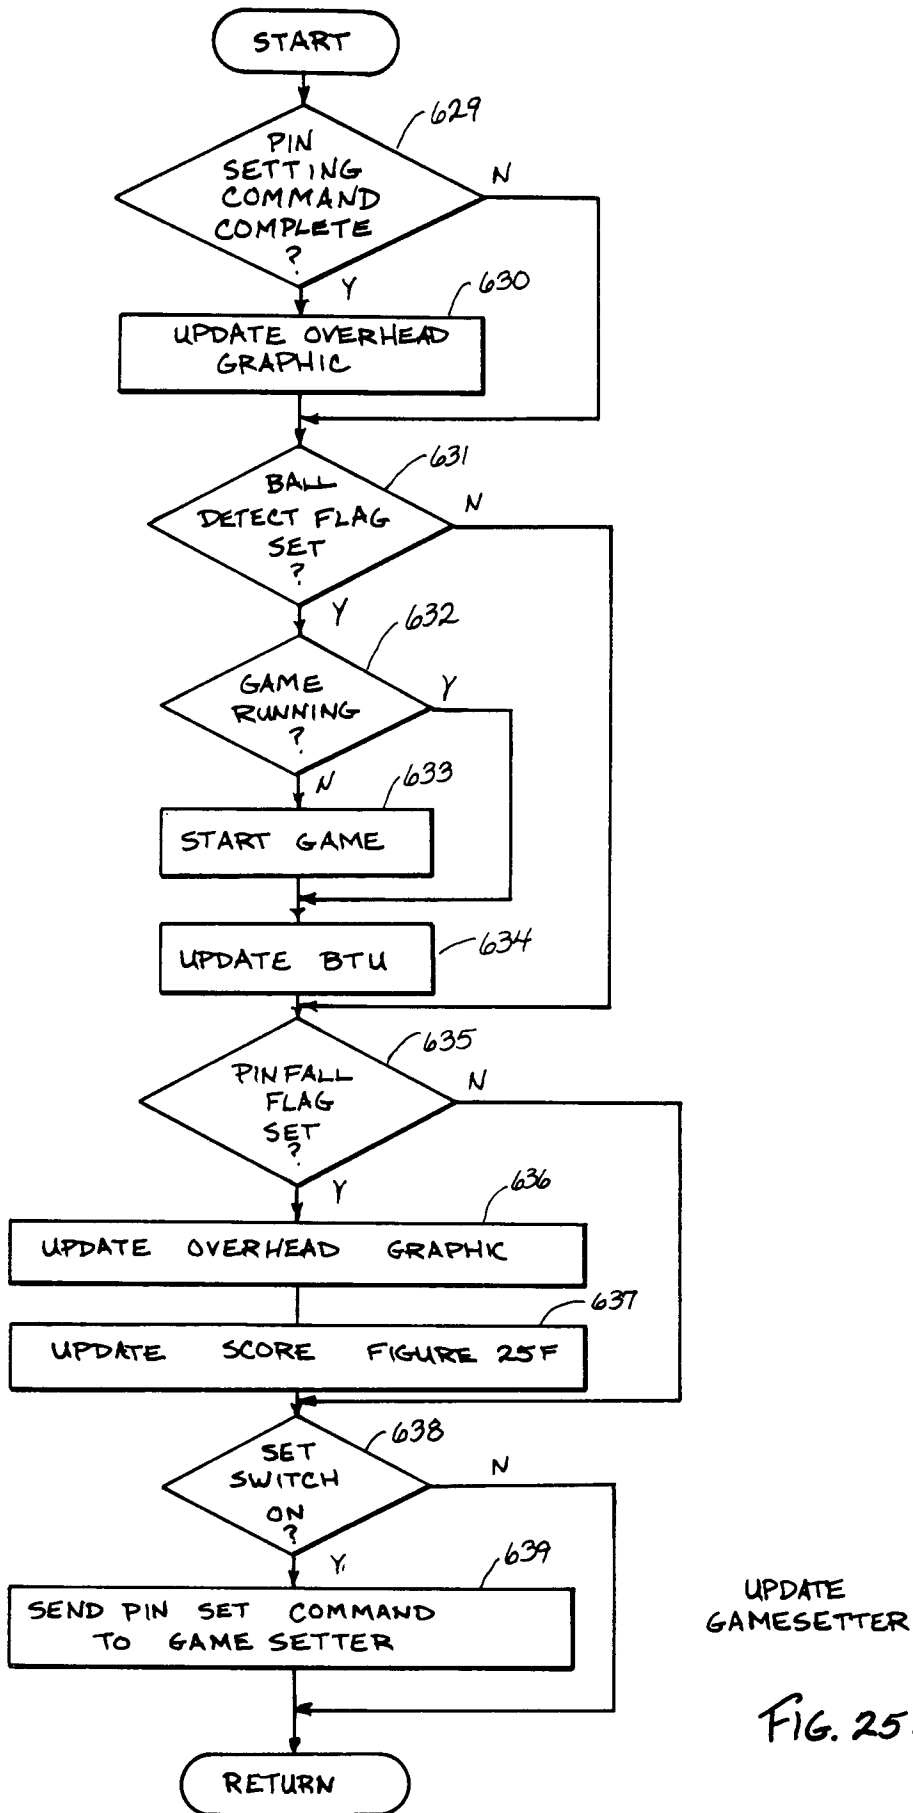 START
629
PIN
SETTING
COMMAND
COMPLETE
?
N
Y
630
UPDATE OVERHEAD
GRAPHIC
631
BALL
DETECT FLAG
SET
?
N
Y
632
GAME
RUNNING
?
Y
N
633
START GAME
634
UPDATE BTU
635
PINFALL
FLAG
SET
?
N
Y
636
UPDATE OVERHEAD GRAPHIC
637
UPDATE SCORE FIGURE 25F
638
SET
SWITCH
ON
?
N
Y
639
SEND PIN SET COMMAND
TO GAME SETTER
UPDATE
GAMESETTER
RETURN
FIG. 25